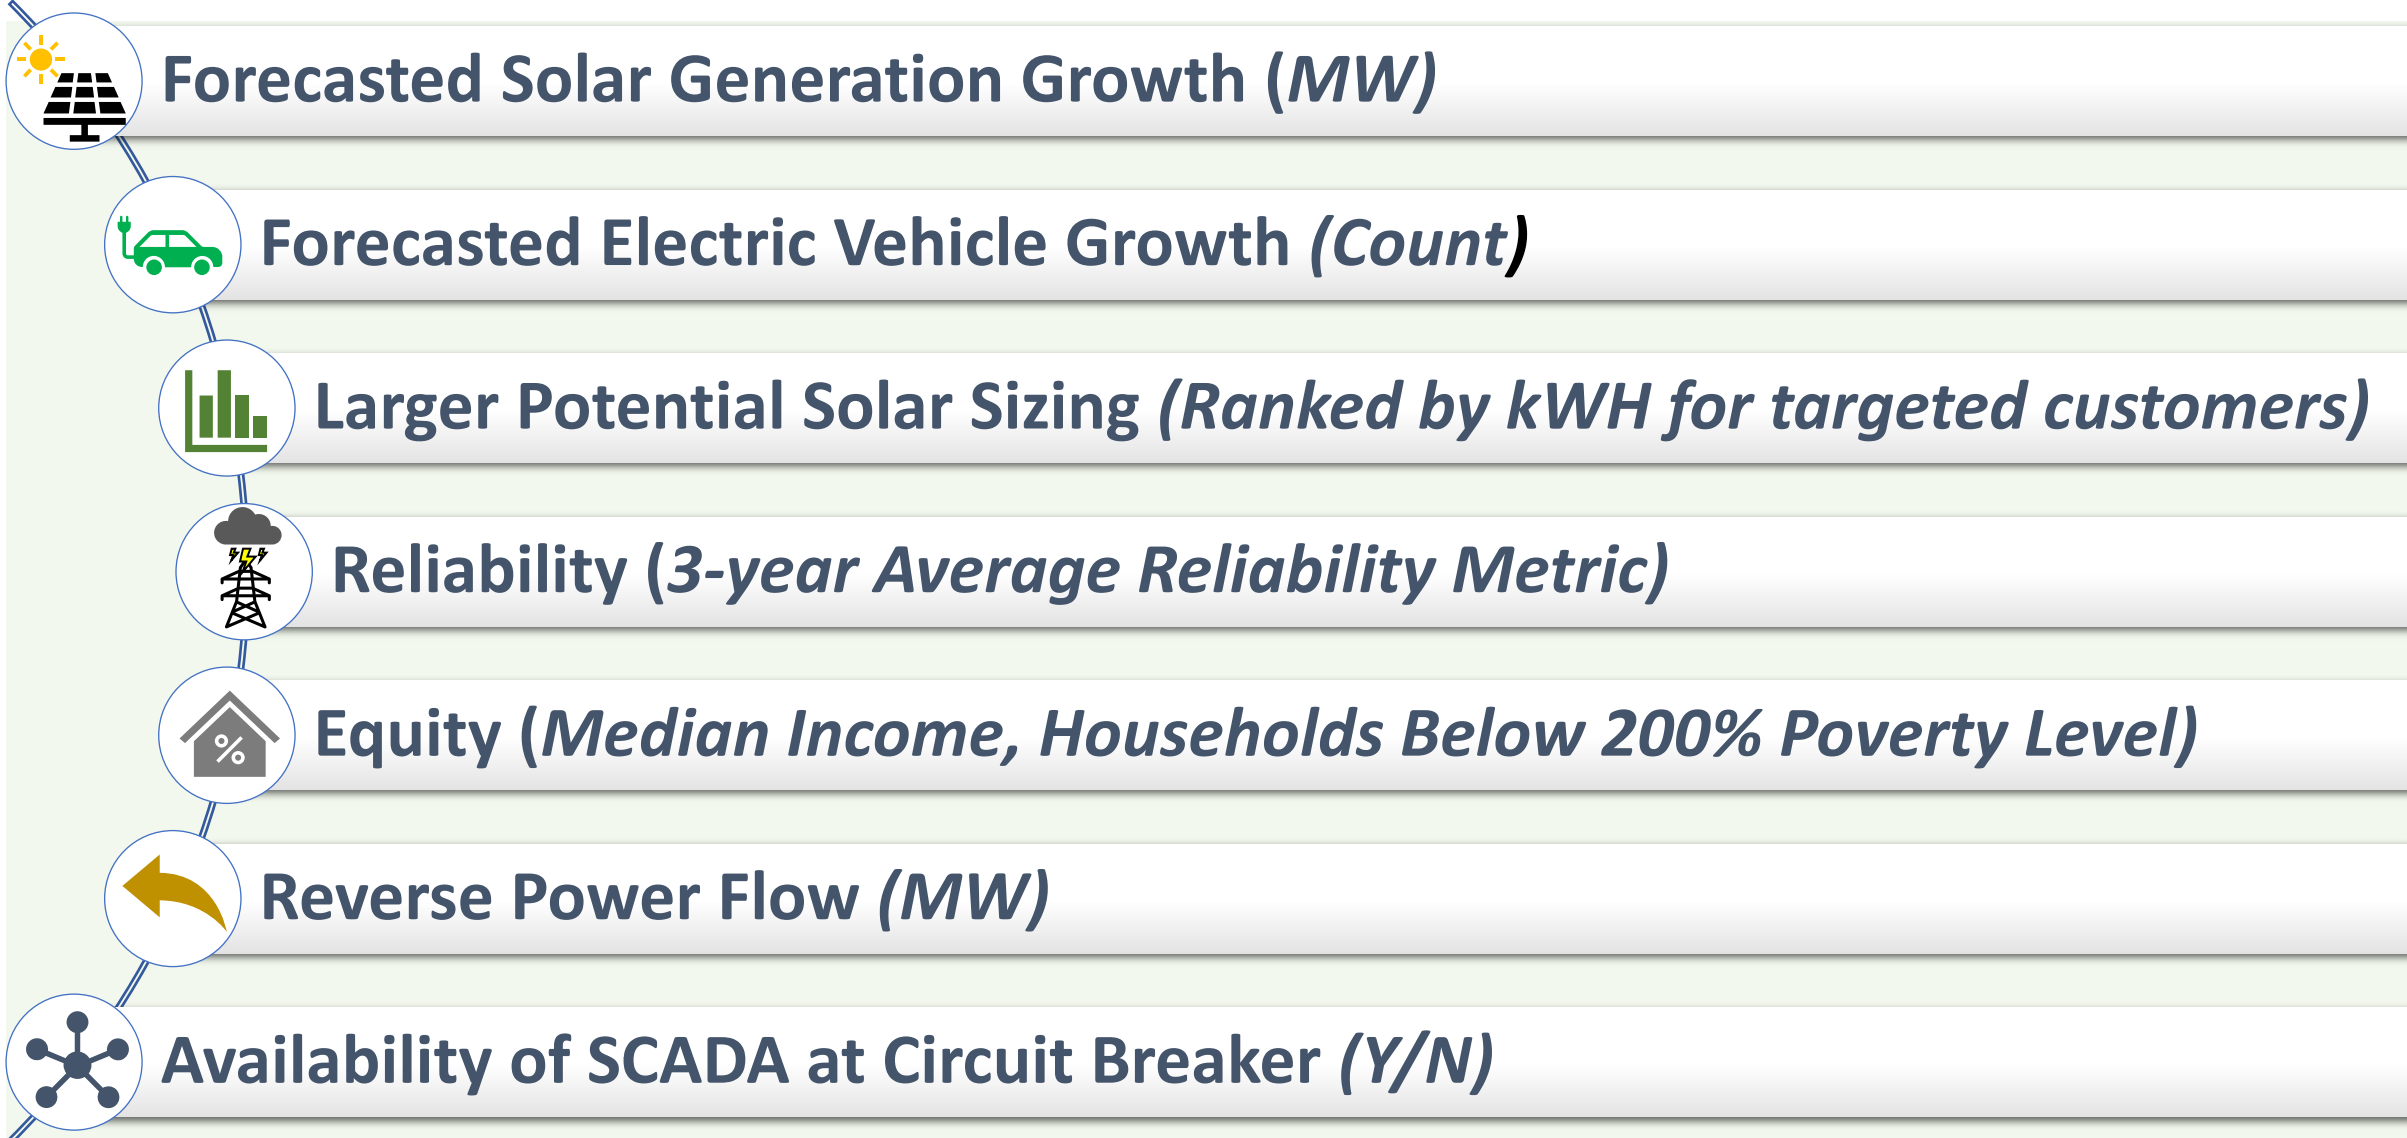 Forecasted Solar Generation Growth (MW)
Forecasted Electric Vehicle Growth (Count)
Larger Potential Solar Sizing (Ranked by kWH for targeted customers)
Reliability (3-year Average Reliability Metric)
Equity (Median Income, Households Below 200% Poverty Level)
%
Reverse Power Flow (MW)
Availability of SCADA at Circuit Breaker (Y/N)